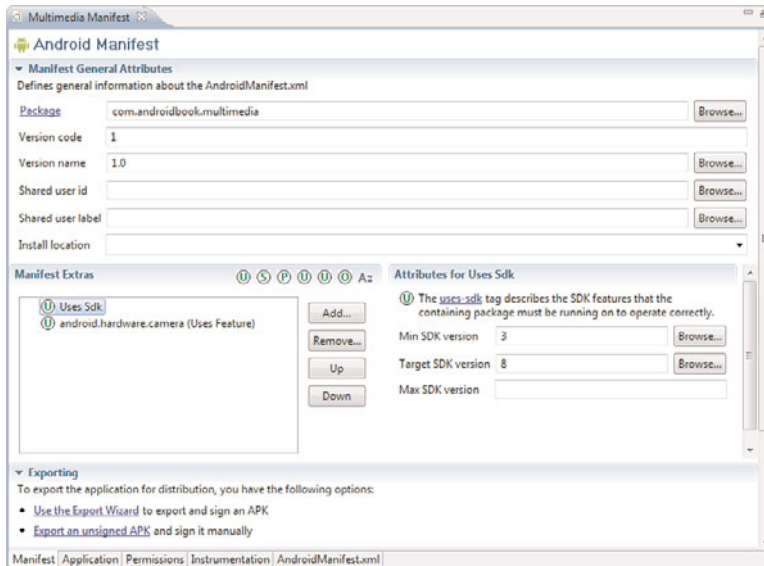 Multimedia Manifest
Android Manifest
Manifest General Attributes
Defines general information about the AndroidManifest.xml
Package com.androidbook.multimedia Browse...
Version code 1
Version name 1.0 Browse...
Shared user id Browse...
Shared user label Browse...
Install location
Manifest Extras U S P U U O Az
U Uses Sdk
U android.hardware.camera (Uses Feature)
Add...
Remove...
Up
Down
Attributes for Uses Sdk
U The uses-sdk tag describes the SDK features that the
containing package must be running on to operate correctly.
Min SDK version 3 Browse...
Target SDK version 8 Browse...
Max SDK version
Exporting
To export the application for distribution, you have the following options:
• Use the Export Wizard to export and sign an APK
• Export an unsigned APK and sign it manually
Manifest Application Permissions Instrumentation AndroidManifest.xml